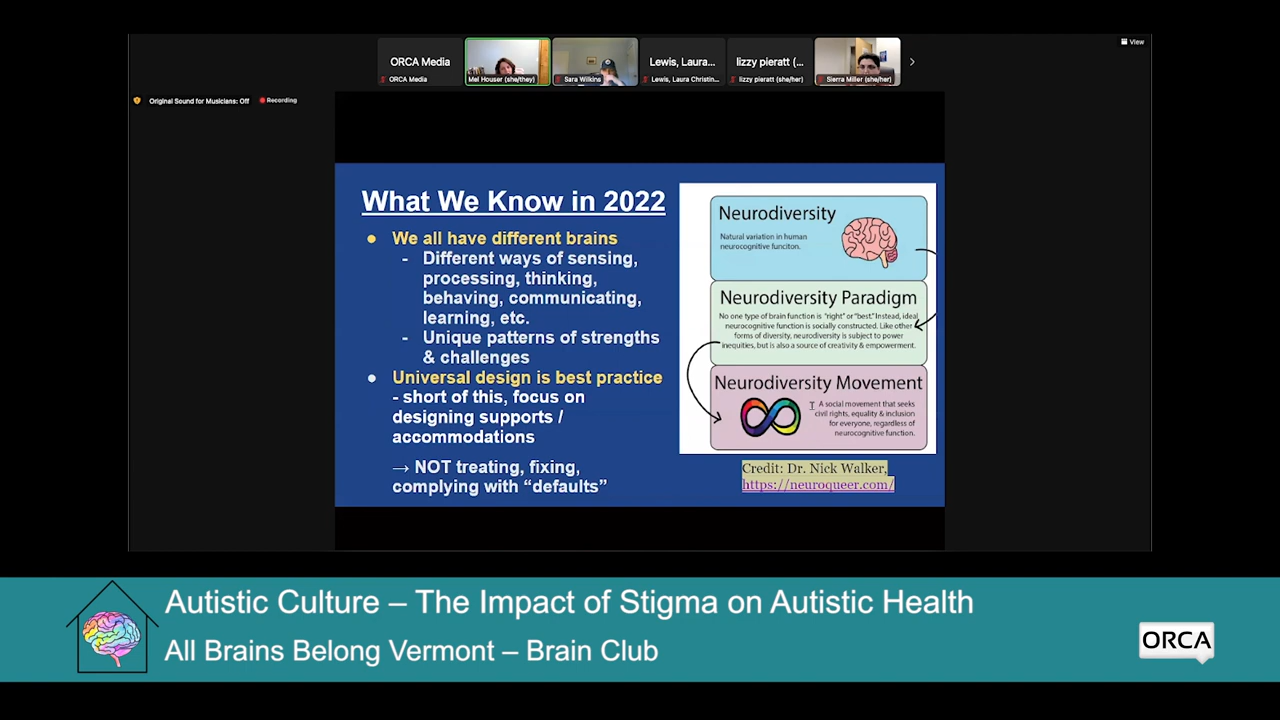 ORCA Media
ORCA Media
Mel Houser (she/they)
Sara Wilkins
Lewis, Laura...
Lewis, Laura Christin...
lizzy pieratt (...
lizzy pieratt (she/her)
Sierra Miller (she/her)
View
Original Sound for Musicians: Off
Recording
What We Know in 2022
● We all have different brains
- Different ways of sensing,
processing, thinking,
behaving, communicating,
learning, etc.
- Unique patterns of strengths
& challenges
● Universal design is best practice
- short of this, focus on
designing supports /
accommodations
→ NOT treating, fixing,
complying with “defaults”
Neurodiversity
Natural variation in human
neurocognitive funciton.
Neurodiversity Paradigm
No one type of brain function is "right" or "best." Instead, ideal
neurocognitive function is socially constructed. Like other
forms of diversity, neurodiversity is subject to power
inequities, but is also a source of creativity & empowerment.
Neurodiversity Movement
A social movement that seeks
civil rights, equality & inclusion
for everyone, regardless of
neurocognitive function.
Credit: Dr. Nick Walker,
https://neuroqueer.com/
Autistic Culture – The Impact of Stigma on Autistic Health
All Brains Belong Vermont – Brain Club
ORCA